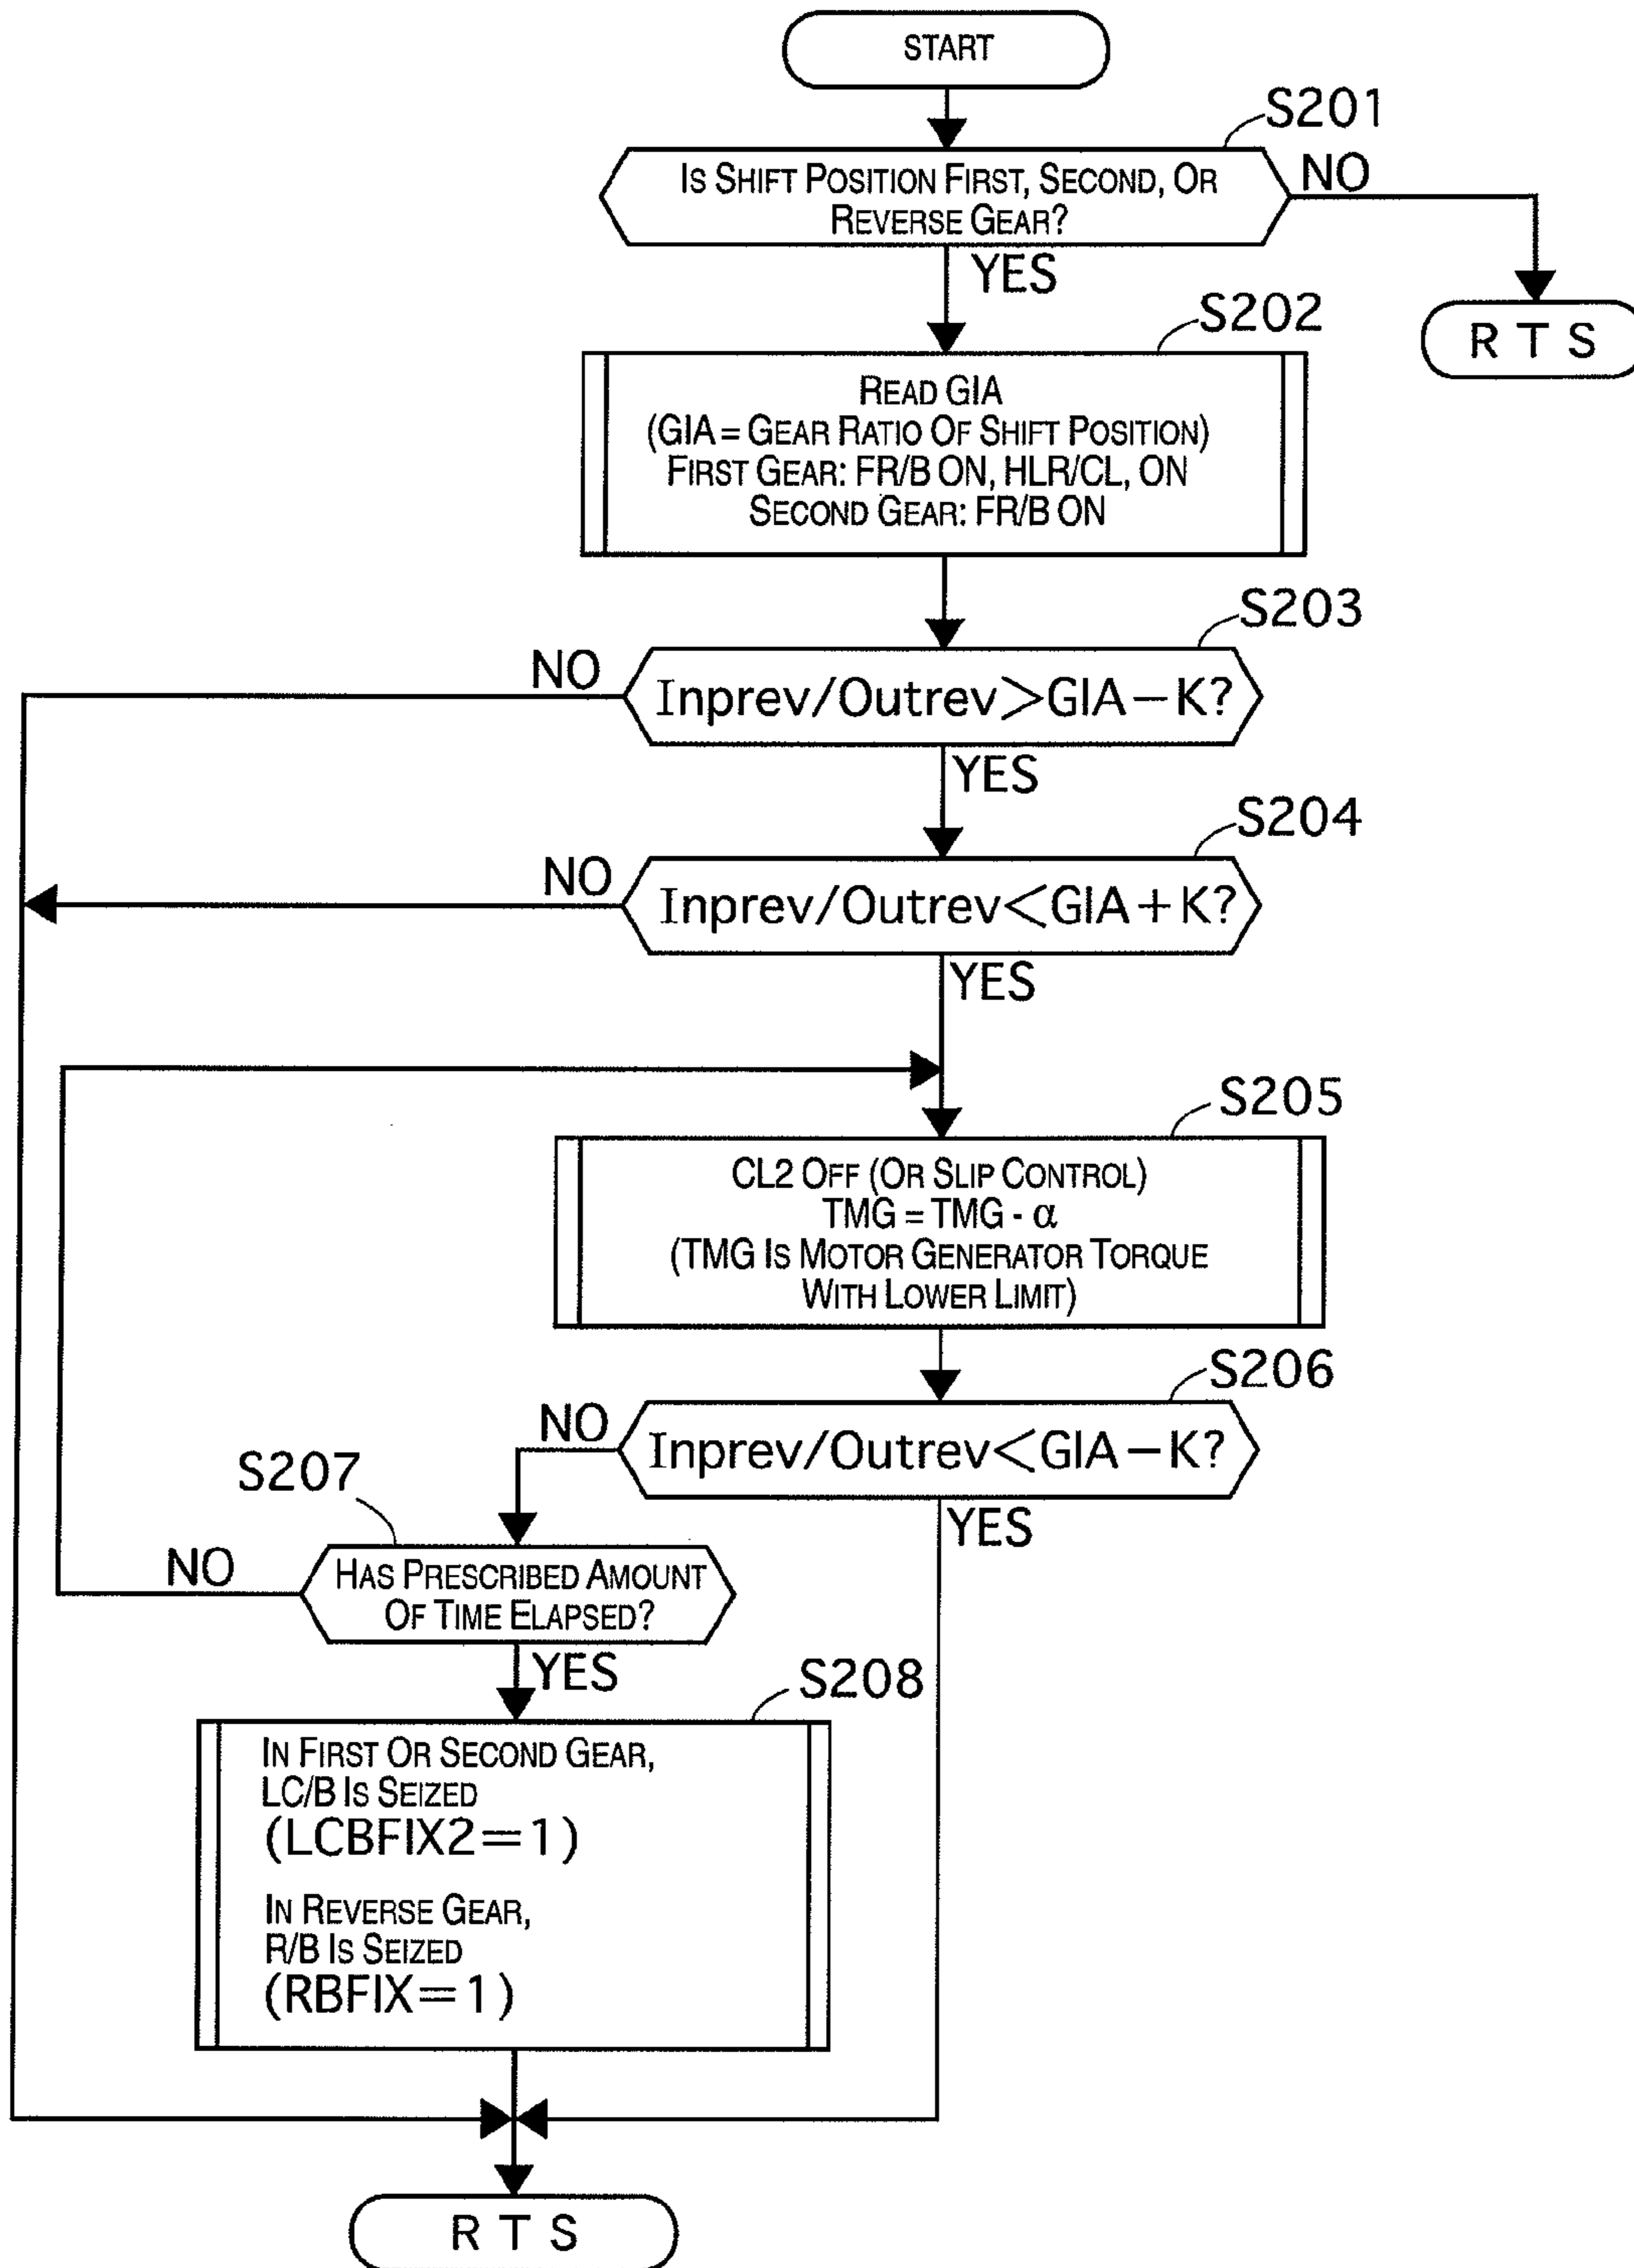 START
S201
IS SHIFT POSITION FIRST, SECOND, OR
REVERSE GEAR?
NO
YES
RTS
S202
READ GIA
(GIA = GEAR RATIO OF SHIFT POSITION)
FIRST GEAR: FR/B ON, HLR/CL, ON
SECOND GEAR: FR/B ON
S203
NO
Inprev/Outrev>GIA-K?
YES
S204
NO
Inprev/Outrev<GIA+K?
YES
S205
CL2 OFF (OR SLIP CONTROL)
TMG = TMG - α
(TMG IS MOTOR GENERATOR TORQUE
WITH LOWER LIMIT)
S206
NO
Inprev/Outrev<GIA-K?
YES
S207
NO
HAS PRESCRIBED AMOUNT
OF TIME ELAPSED?
YES
S208
IN FIRST OR SECOND GEAR,
LC/B IS SEIZED
(LCBFIX2=1)
IN REVERSE GEAR,
R/B IS SEIZED
(RBFIX=1)
RTS